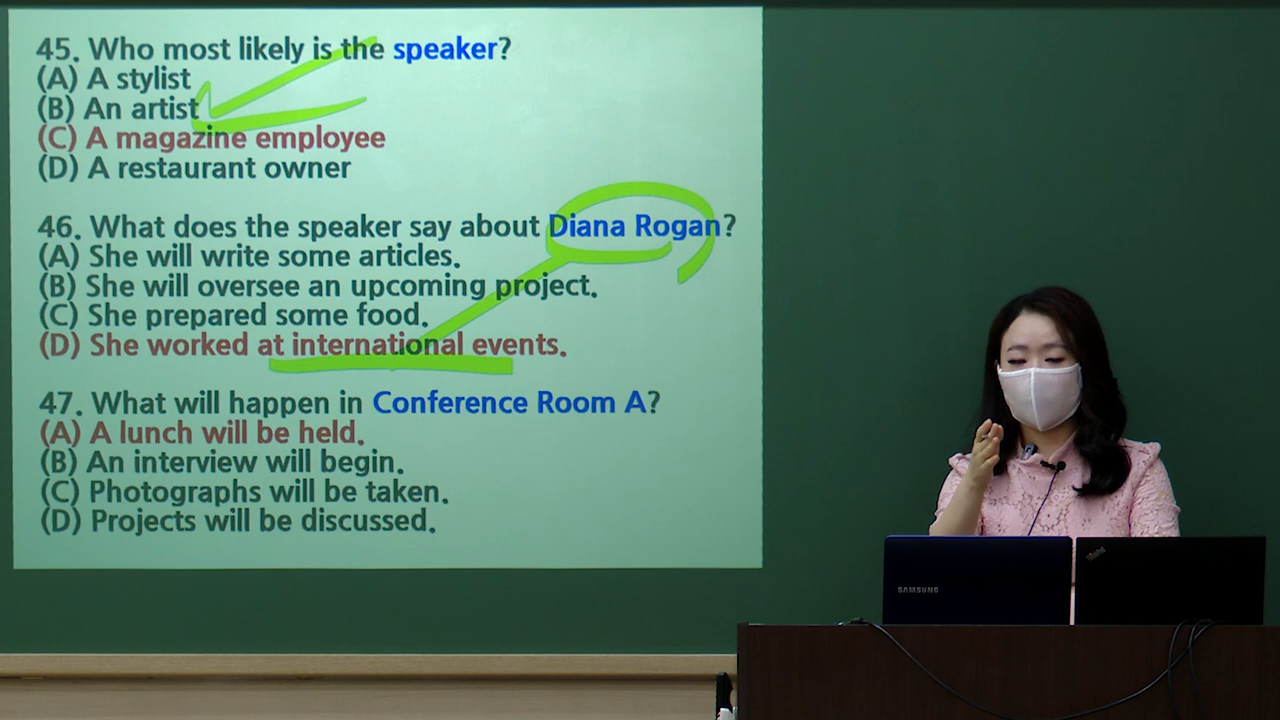 45. Who most likely is the speaker?
(A) A stylist
(B) An artist
(C) A magazine employee
(D) A restaurant owner
46. What does the speaker say about Diana Rogan?
(A) She will write some articles.
(B) She will oversee an upcoming project.
(C) She prepared some food.
(D) She worked at international events.
47. What will happen in Conference Room A?
(A) A lunch will be held.
(B) An interview will begin.
(C) Photographs will be taken.
(D) Projects will be discussed.
SAMSUNG
ThinkPad